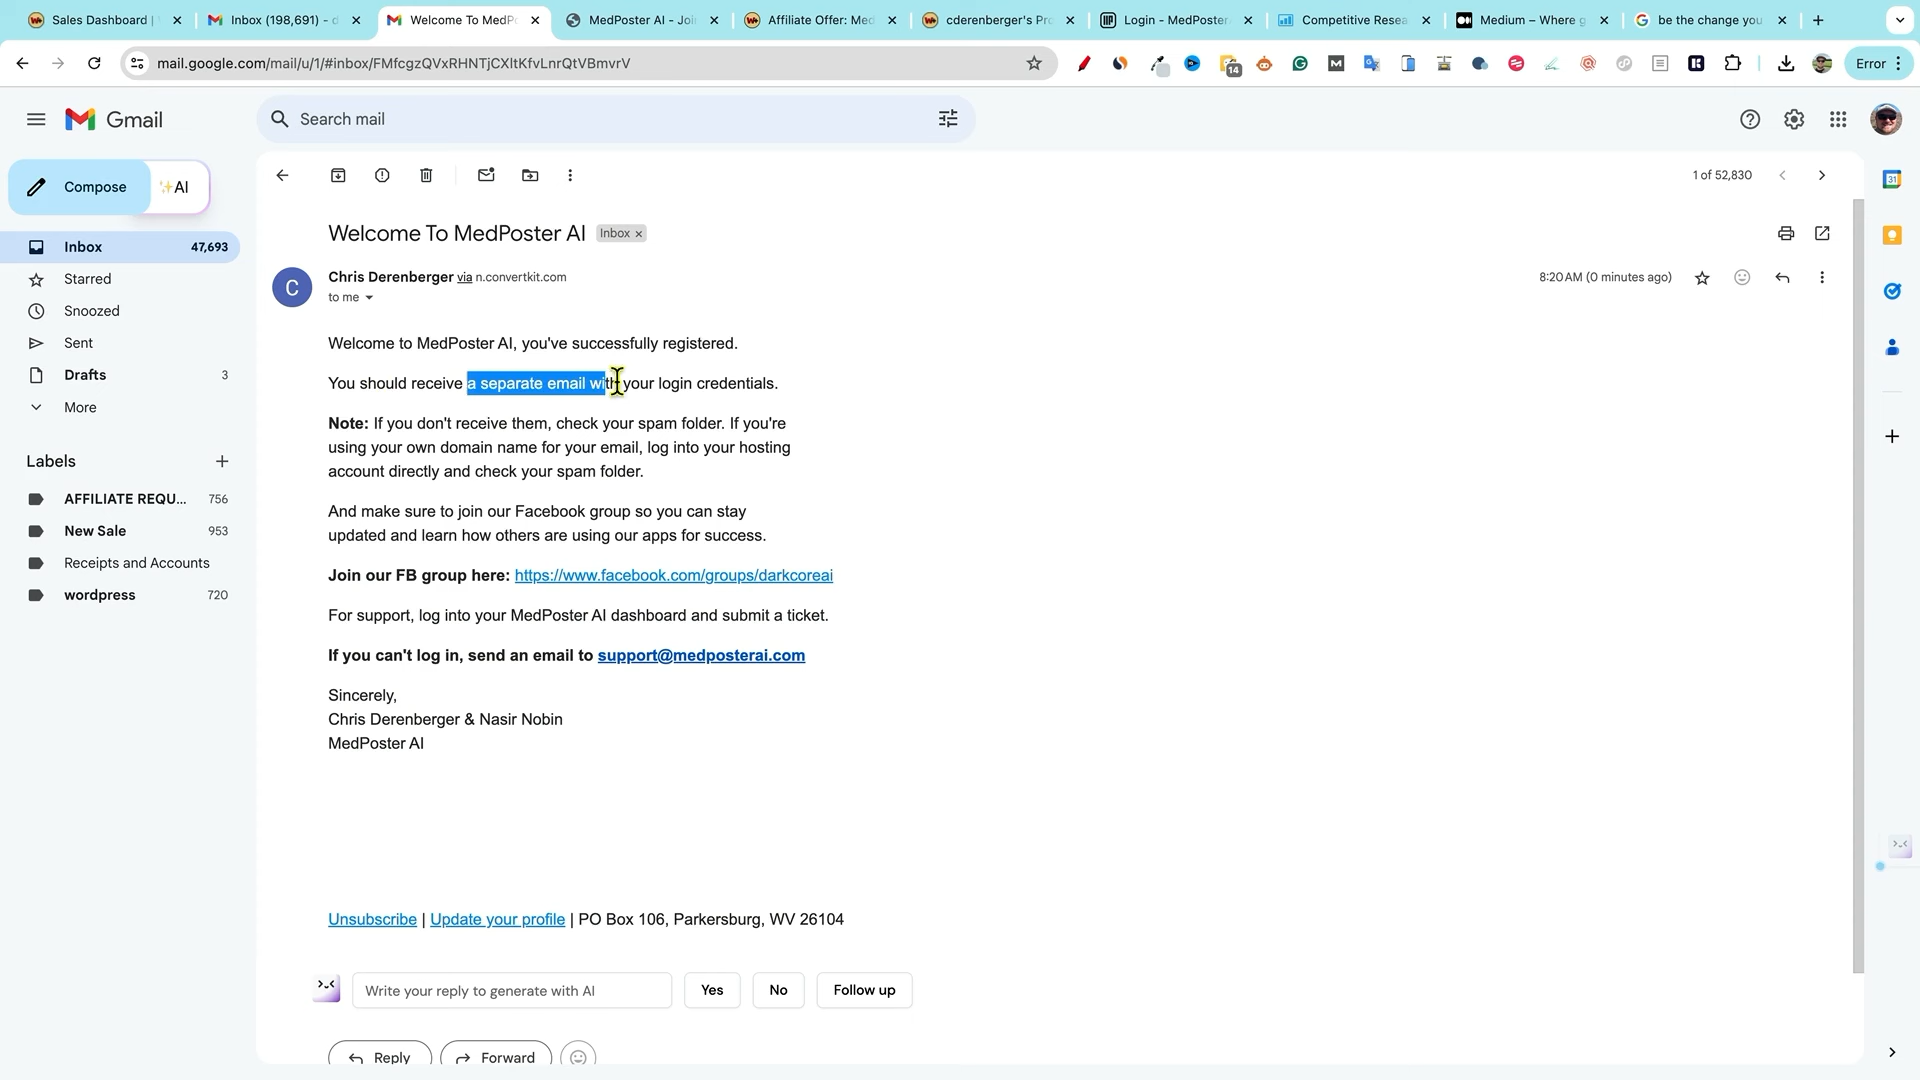 Sales Dashboard |
Inbox (198,691) - d
Welcome To MedP
MedPoster AI - Joi
Affiliate Offer: Med
cderenberger's Pro
Login - MedPoster
Competitive Resea
Medium – Where g
be the change you
mail.google.com/mail/u/1/#inbox/FMfcgzQVxRHNTjCXltKfvLnrQtVBmvrV
14
Error
Gmail
Search mail
Compose
AI
1 of 52,830
Inbox 47,693
Starred
Snoozed
Sent
Drafts 3
More
Labels
AFFILIATE REQU... 756
New Sale 953
Receipts and Accounts
wordpress 720
Welcome To MedPoster AI Inbox x
C
Chris Derenberger via n.convertkit.com
8:20 AM (0 minutes ago)
to me
Welcome to MedPoster AI, you've successfully registered.
You should receive a separate email with your login credentials.
Note: If you don't receive them, check your spam folder. If you're
using your own domain name for your email, log into your hosting
account directly and check your spam folder.
And make sure to join our Facebook group so you can stay
updated and learn how others are using our apps for success.
Join our FB group here: https://www.facebook.com/groups/darkcoreai
For support, log into your MedPoster AI dashboard and submit a ticket.
If you can't log in, send an email to support@medposterai.com
Sincerely,
Chris Derenberger & Nasir Nobin
MedPoster AI
Unsubscribe | Update your profile | PO Box 106, Parkersburg, WV 26104
Write your reply to generate with AI
Yes
No
Follow up
Reply
Forward
31